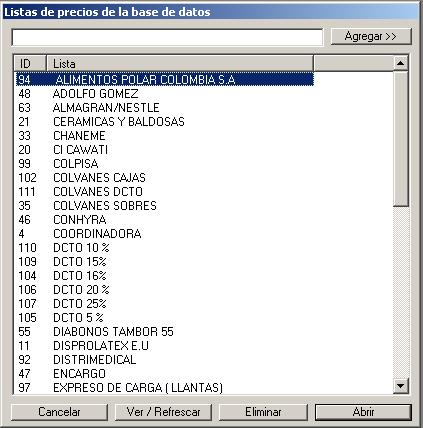 Listas de precios de la base de datos
Agregar >>
ID Lista
94 ALIMENTOS POLAR COLOMBIA S.A
48 ADOLFO GOMEZ
63 ALMAGRAN/NESTLE
21 CERAMICAS Y BALDOSAS
33 CHANEME
20 CI CAWATI
99 COLPISA
102 COLVANES CAJAS
111 COLVANES DCTO
35 COLVANES SOBRES
46 CONHYRA
4 COORDINADORA
110 DCTO 10 %
109 DCTO 15%
104 DCTO 16%
106 DCTO 20 %
107 DCTO 25%
105 DCTO 5 %
55 DIABONOS TAMBOR 55
11 DISPROLATEX E.U
92 DISTRIMEDICAL
47 ENCARGO
97 EXPRESO DE CARGA ( LLANTAS)
Cancelar Ver / Refrescar Eliminar Abrir